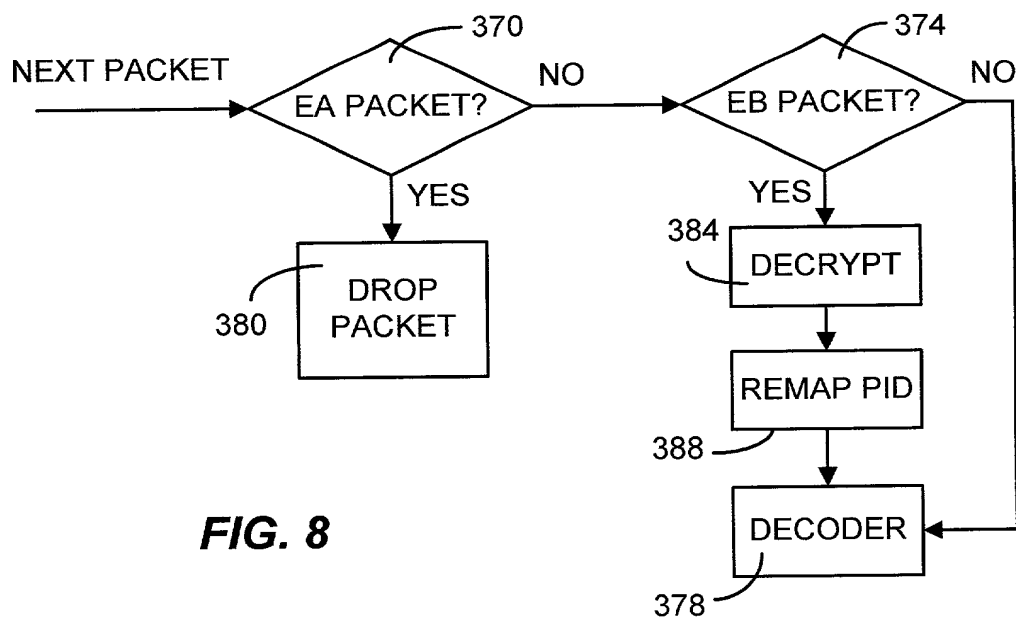 370
374
NEXT PACKET
NO
NO
EA PACKET?
EB PACKET?
YES
YES
384
DECRYPT
DROP
PACKET
380
REMAP PID
388
FIG. 8
DECODER
378